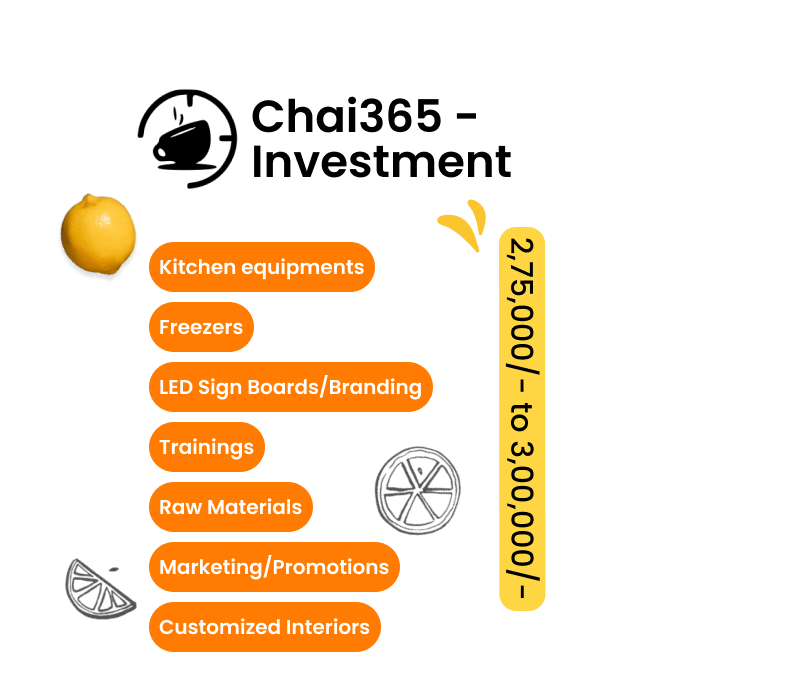 Chai365 -
Investment
Kitchen equipments
Freezers
LED Sign Boards/Branding
Trainings
Raw Materials
Marketing/Promotions
Customized Interiors
2,75,000/- to 3,00,000/-